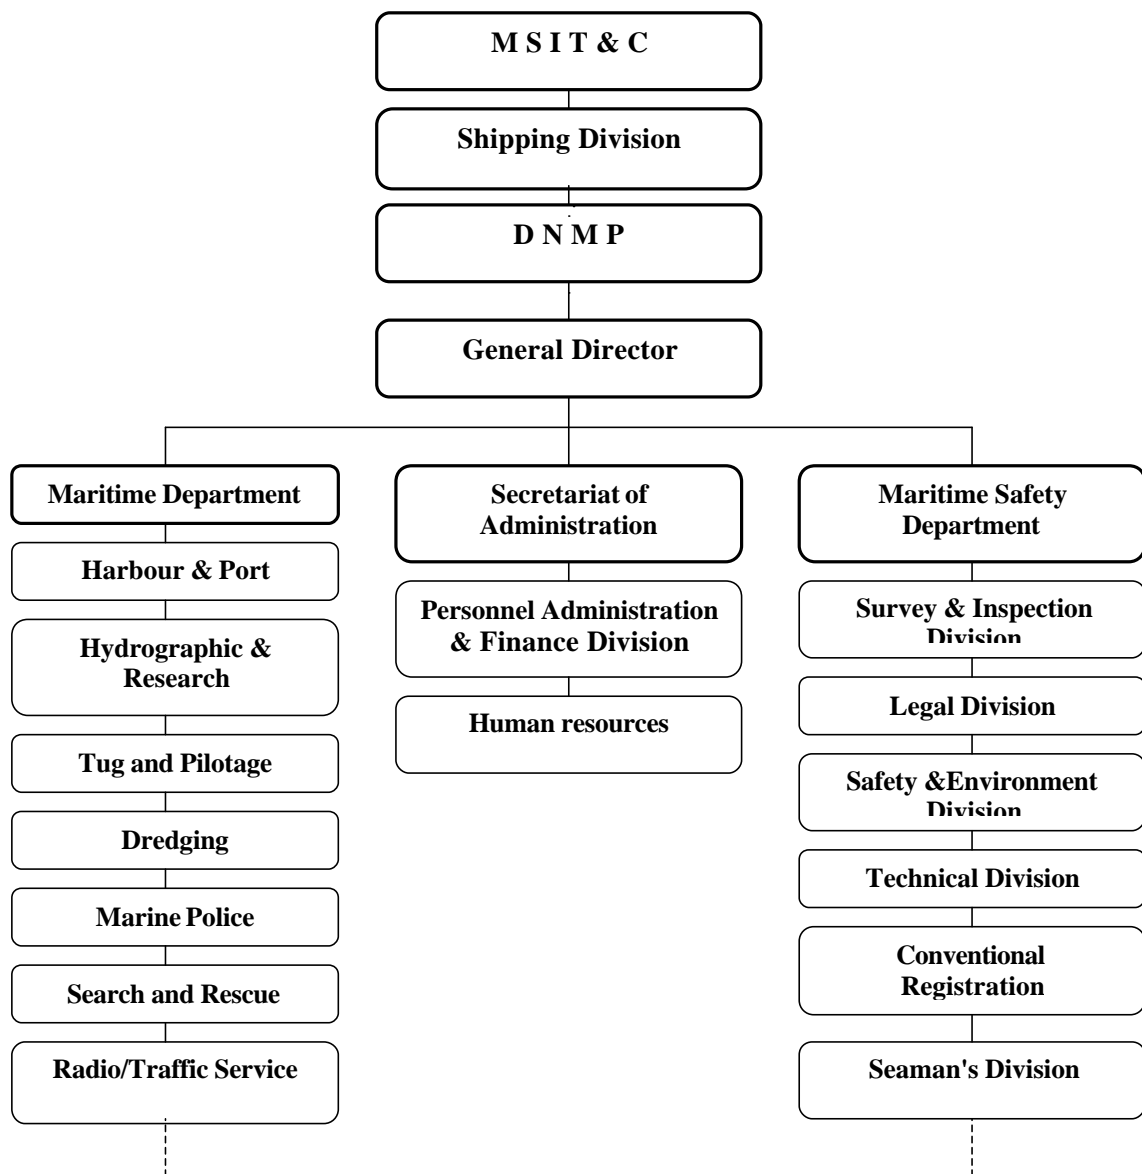 M S I T & C
Shipping Division
D N M P
General Director
Maritime Department
Harbour & Port
Hydrographic &
Research
Tug and Pilotage
Dredging
Marine Police
Search and Rescue
Radio/Traffic Service
Secretariat of
Administration
Personnel Administration
& Finance Division
Human resources
Maritime Safety
Department
Survey & Inspection
Division
Legal Division
Safety &Environment
Division
Technical Division
Conventional
Registration
Seaman's Division